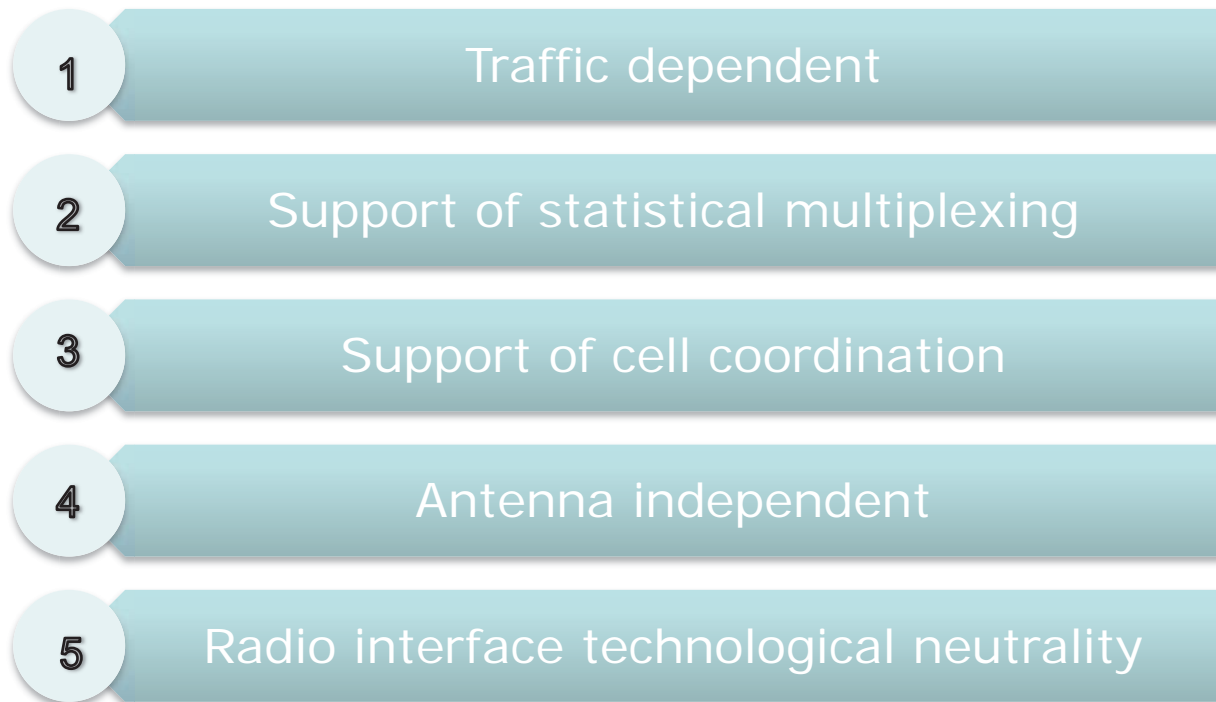 1
Traffic dependent
2
Support of statistical multiplexing
3
Support of cell coordination
4
Antenna independent
5
Radio interface technological neutrality